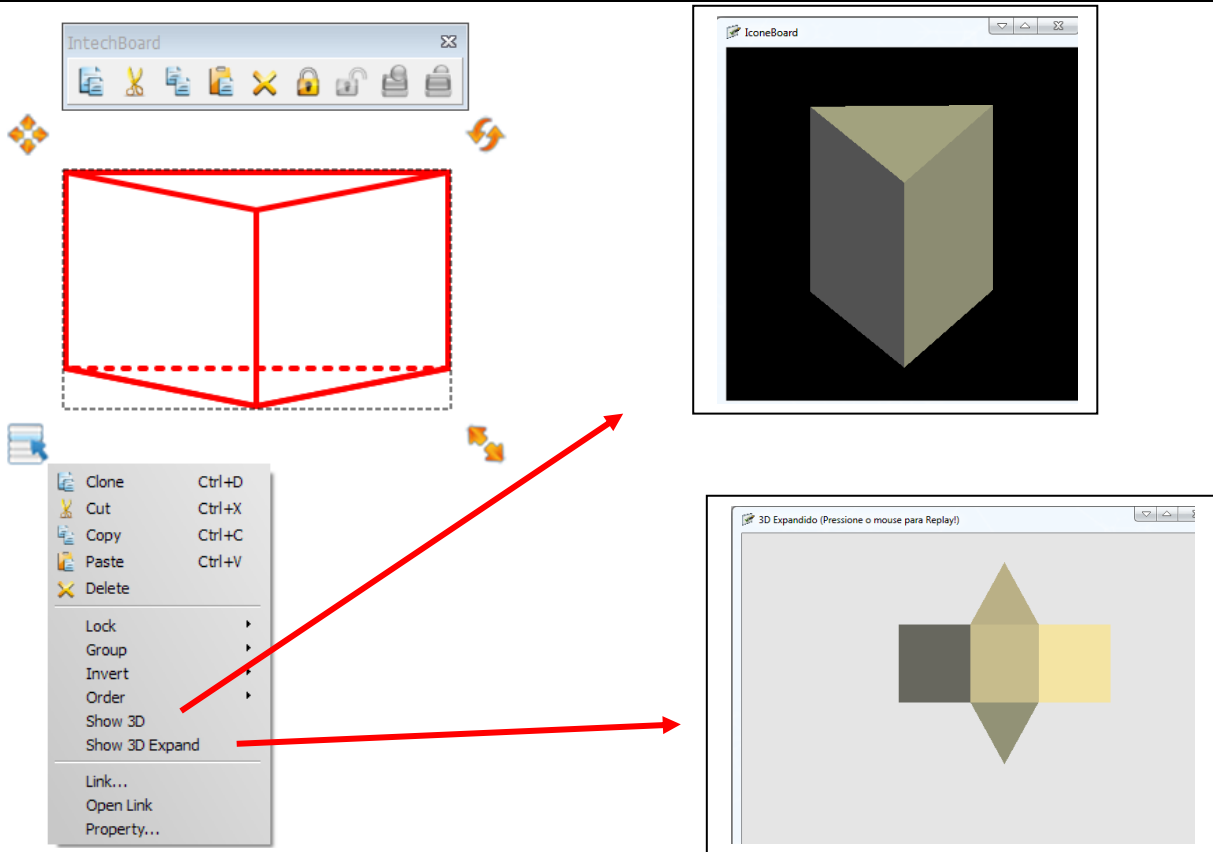 IntechBoard
IconeBoard
Clone Ctrl+D
Cut Ctrl+X
Copy Ctrl+C
Paste Ctrl+V
Delete
Lock
Group
Invert
Order
Show 3D
Show 3D Expand
Link...
Open Link
Property...
3D Expandido (Pressione o mouse para Replay!)